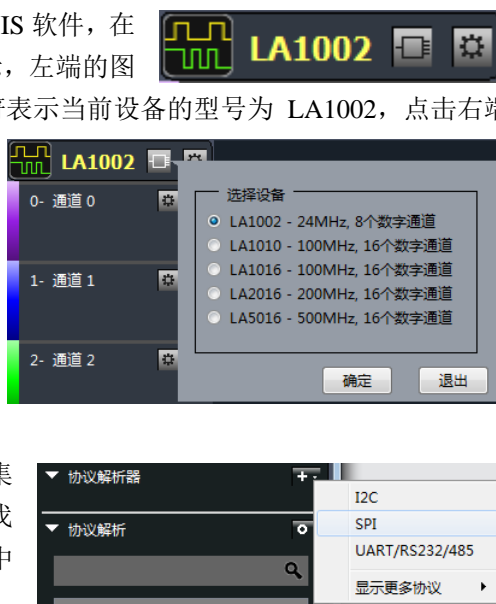 IS 软件，在
LA1002
，左端的图
表示当前设备的型号为 LA1002，点击右端
LA1002
0- 通道 0
1- 通道 1
2- 通道 2
选择设备
LA1002 - 24MHz, 8个数字通道
LA1010 - 100MHz, 16个数字通道
LA1016 - 100MHz, 16个数字通道
LA2016 - 200MHz, 16个数字通道
LA5016 - 500MHz, 16个数字通道
确定
退出
集
中
协议解析器
协议解析
I2C
SPI
UART/RS232/485
显示更多协议